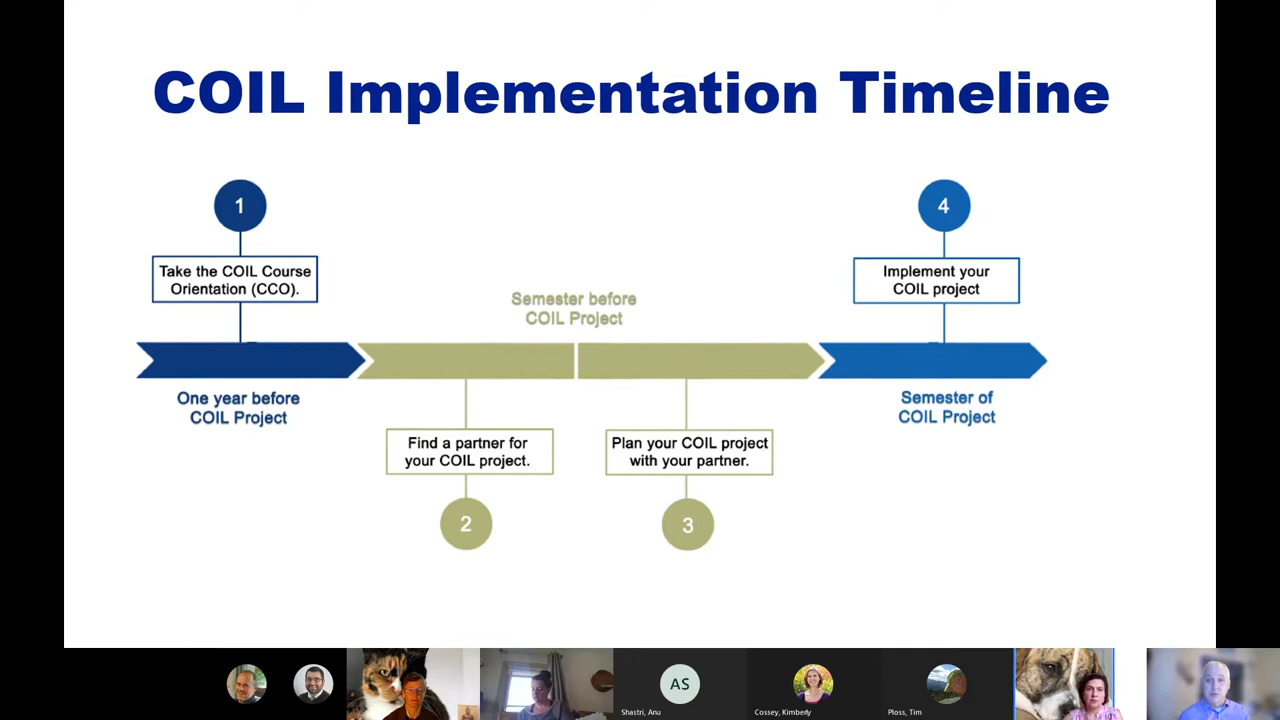 COIL Implementation Timeline
1
Take the COIL Course
Orientation (CCO).
One year before
COIL Project
Semester before
COIL Project
Find a partner for
your COIL project.
2
Plan your COIL project
with your partner.
3
4
Implement your
COIL project
Semester of
COIL Project
AS
Shastri, Anu
Cossey, Kimberly
Ploss, Tim